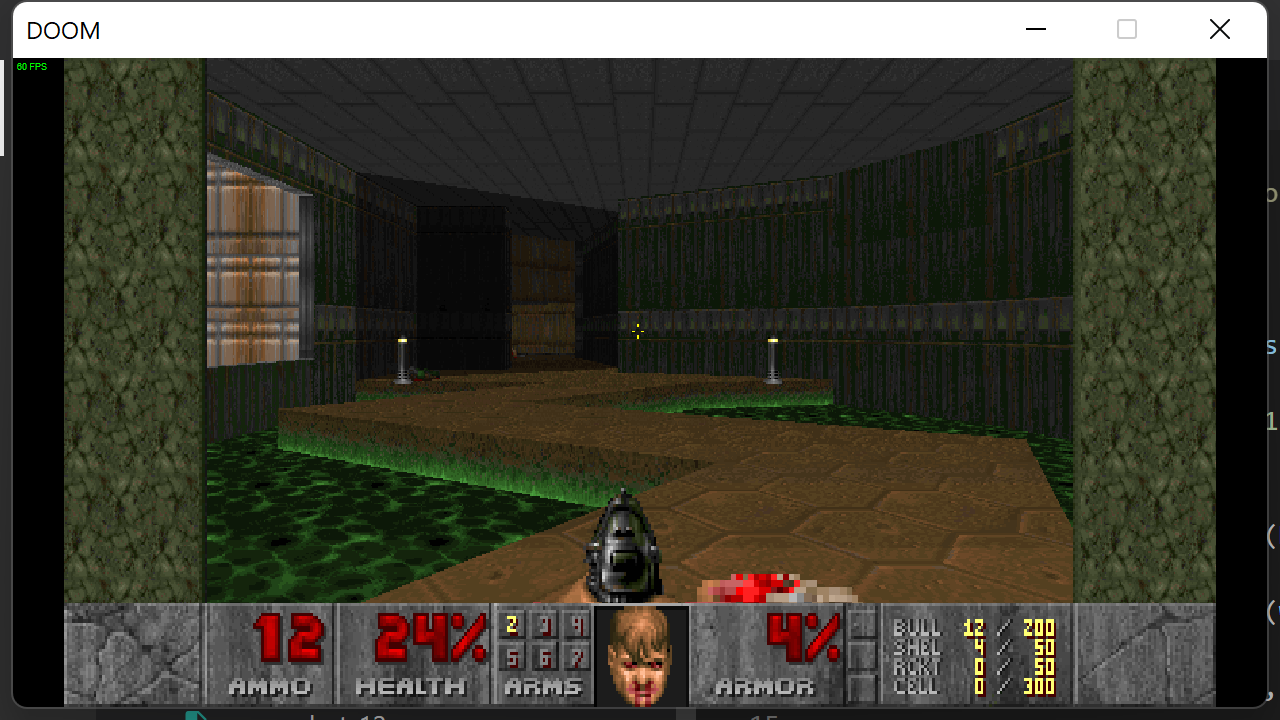 DOOM
60 FPS
12
AMMO
24%
HEALTH
2 3 4
5 6 7
ARMS
4%
ARMOR
BULL 12 / 200
SHEL 4 / 50
RCKT 0 / 50
CELL 0 / 300